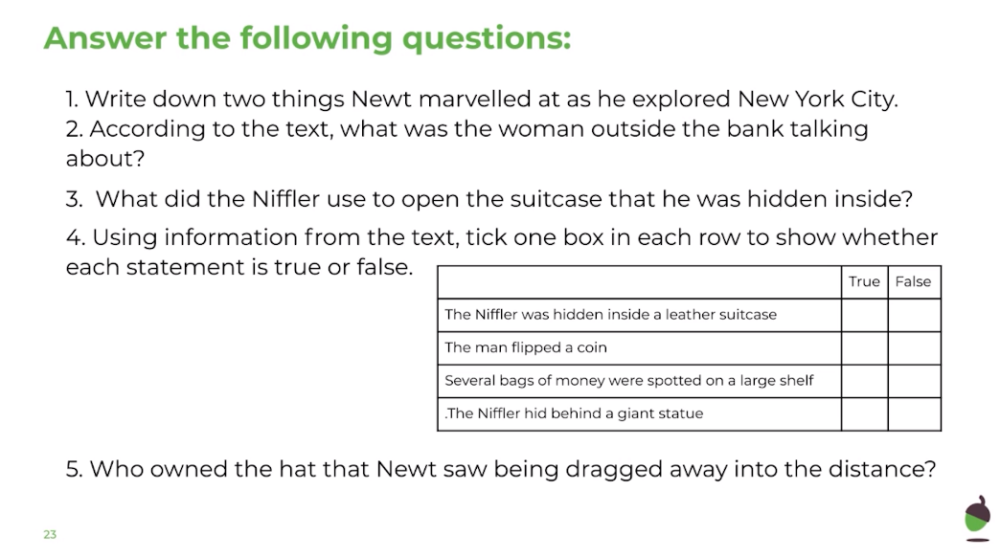 Answer the following questions:
1. Write down two things Newt marvelled at as he explored New York City.
2. According to the text, what was the woman outside the bank talking
about?
3. What did the Niffler use to open the suitcase that he was hidden inside?
4. Using information from the text, tick one box in each row to show whether
each statement is true or false.
True False
The Niffler was hidden inside a leather suitcase
The man flipped a coin
Several bags of money were spotted on a large shelf
.The Niffler hid behind a giant statue
5. Who owned the hat that Newt saw being dragged away into the distance?
23